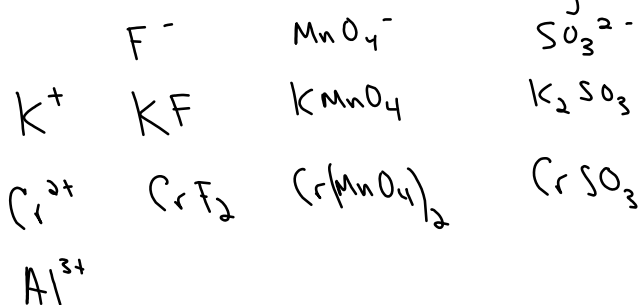 F⁻ MnO₄⁻ SO₃²⁻
K⁺ KF KMnO₄ K₂SO₃
Cr²⁺ CrF₂ Cr(MnO₄)₂ CrSO₃
Al³⁺